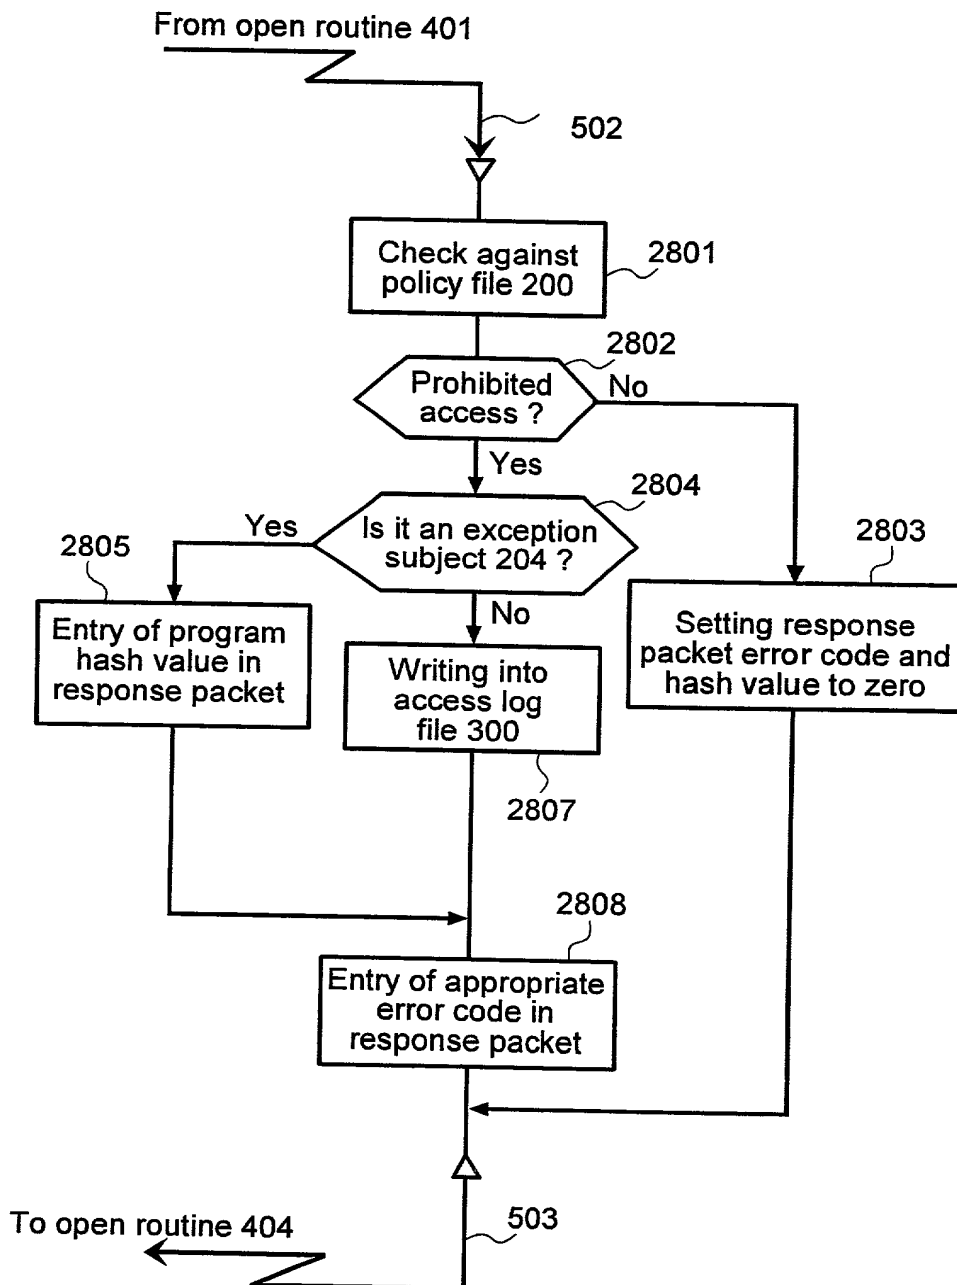 From open routine 401
502
Check against
policy file 200
2801
2802
Prohibited
access ?
No
Yes
2804
Is it an exception
subject 204 ?
Yes
2805
2803
No
Entry of program
hash value in
response packet
Writing into
access log
file 300
Setting response
packet error code and
hash value to zero
2807
2808
Entry of appropriate
error code in
response packet
To open routine 404
503